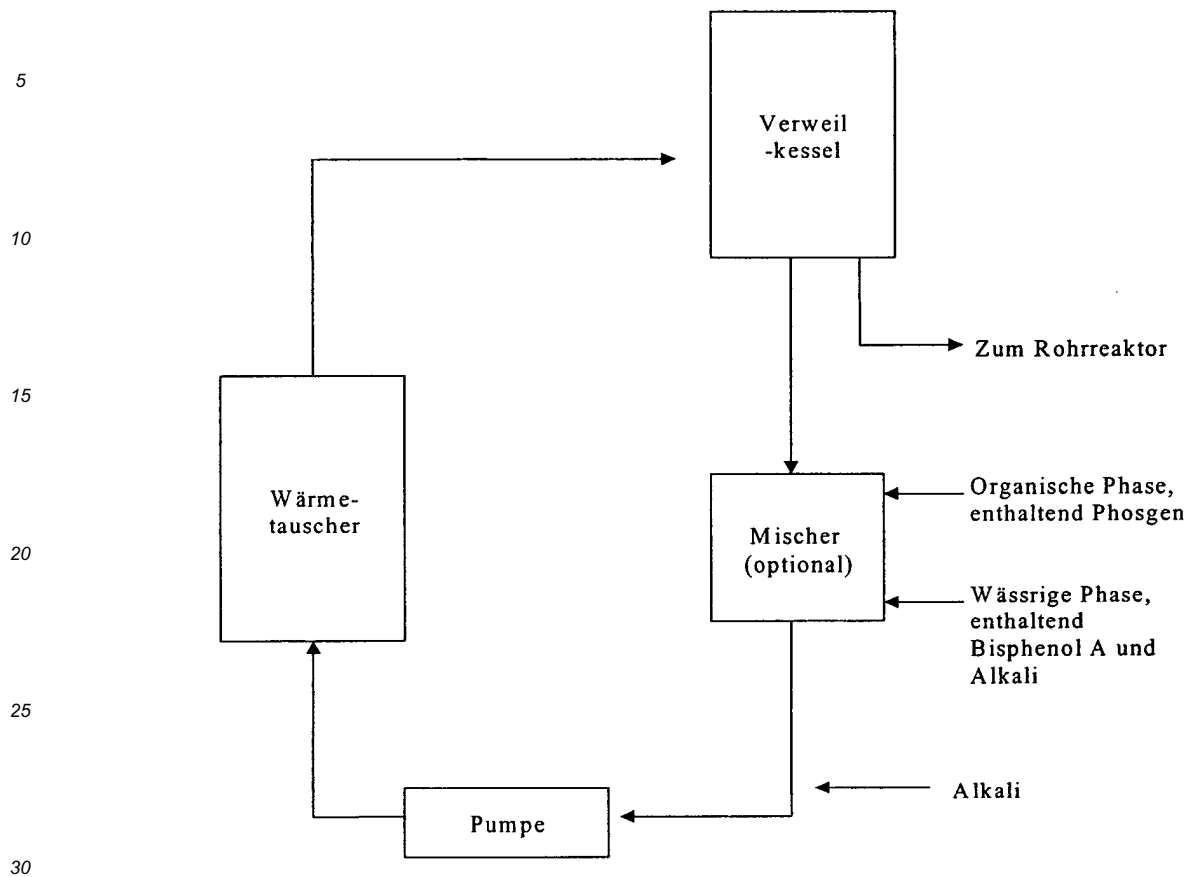 5
Verweil
-kessel
10
Zum Rohrreaktor
15
Wärme-
tauscher
Organische Phase,
enthaltend Phosgen
Mischer
(optional)
20
Wässrige Phase,
enthaltend
Bisphenol A und
Alkali
25
Alkali
Pumpe
30